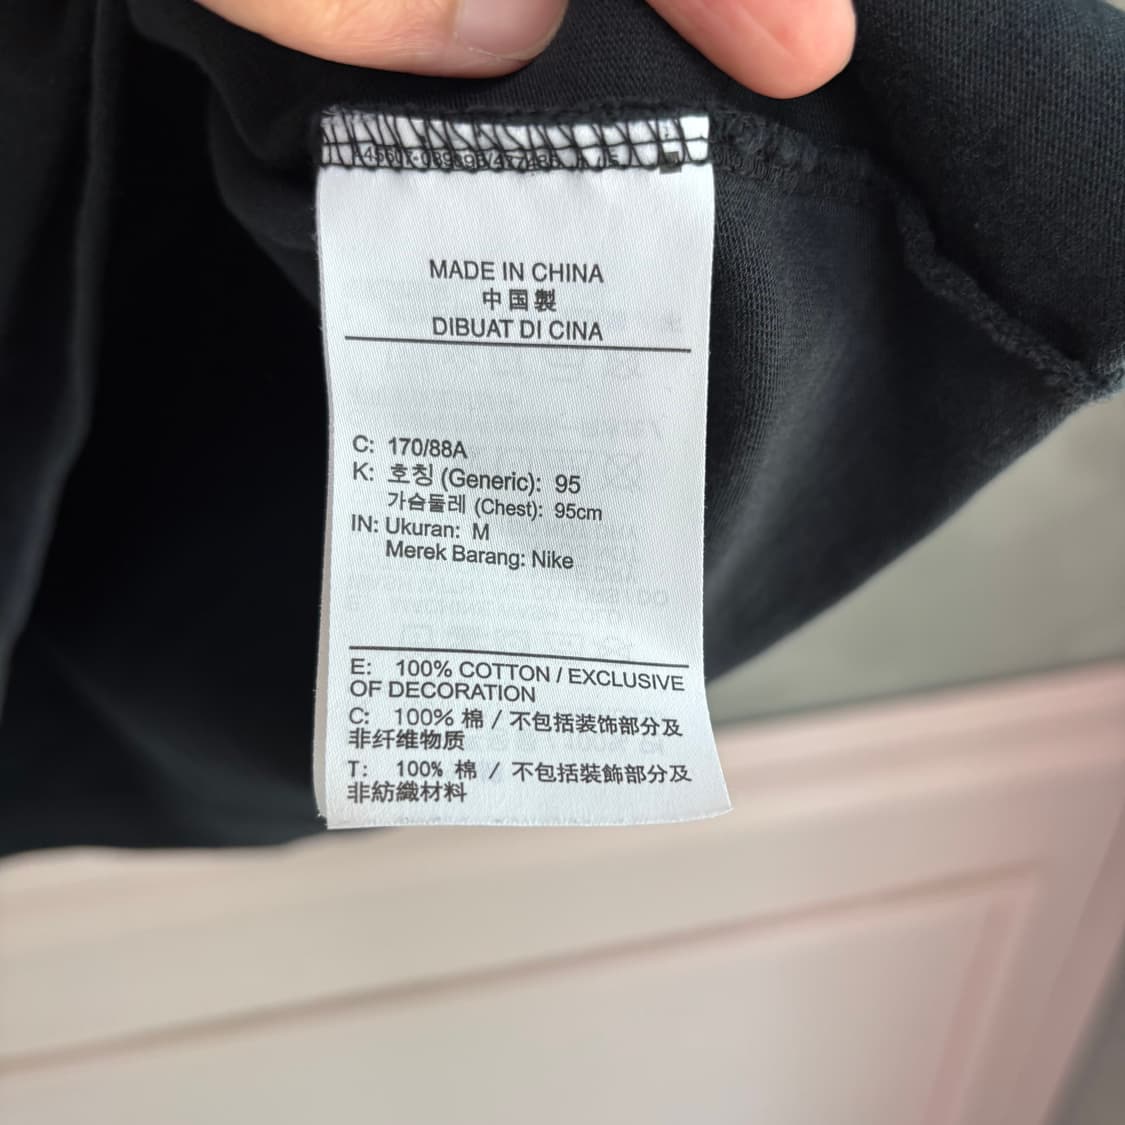 MADE IN CHINA
中国製
DIBUAT DI CINA
C: 170/88A
K: 호칭 (Generic): 95
가슴둘레 (Chest): 95cm
IN: Ukuran: M
Merek Barang: Nike
E: 100% COTTON / EXCLUSIVE
OF DECORATION
C: 100% 棉 / 不包括装饰部分及
非纤维物质
T: 100% 棉 / 不包括裝飾部分及
非紡織材料